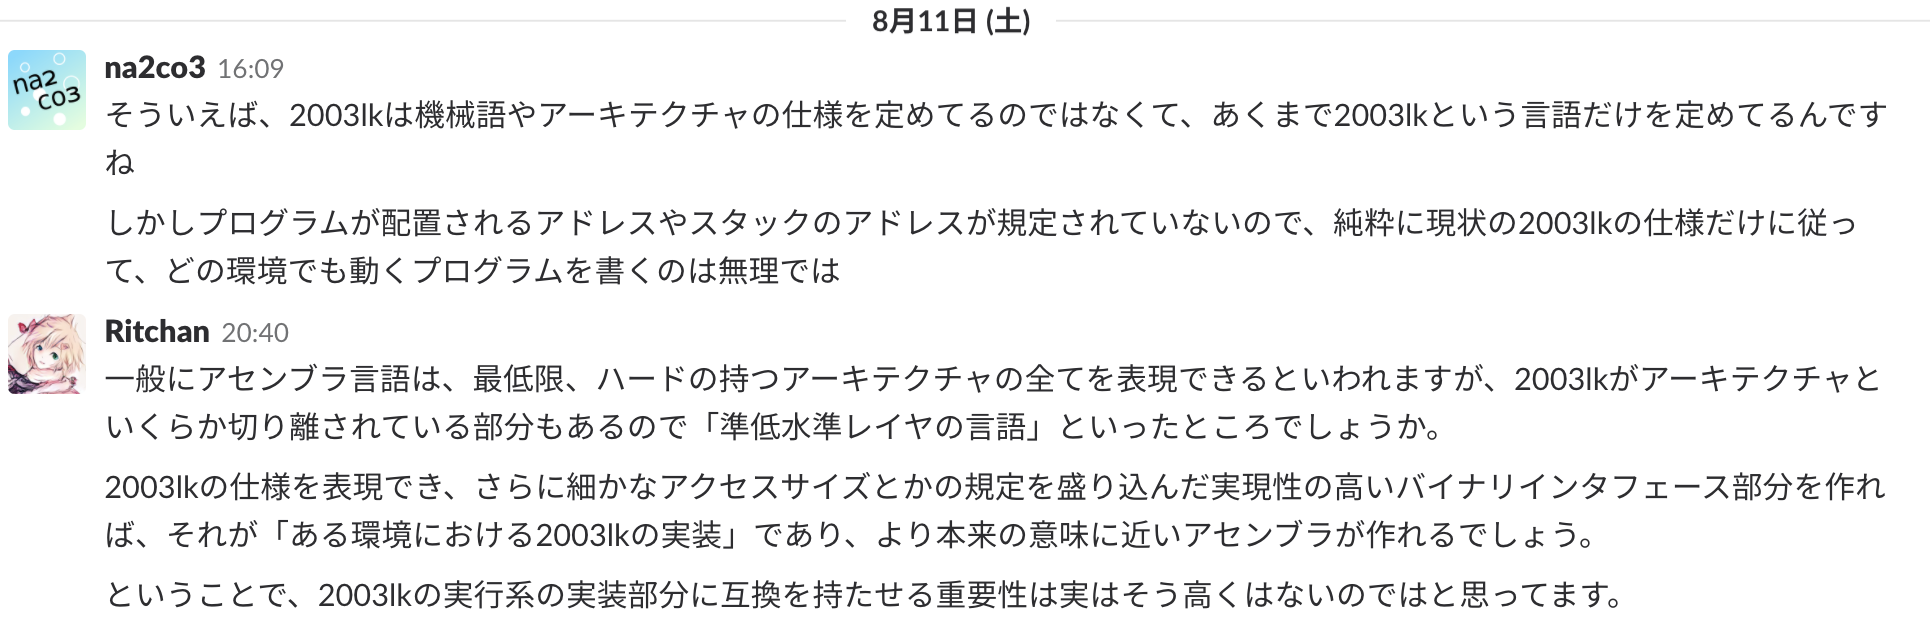 8月11日 (土)
na2
co3
na2co3 16:09
そういえば、2003lkは機械語やアーキテクチャの仕様を定めてるのではなくて、あくまで2003lkという言語だけを定めてるんです
ね
しかしプログラムが配置されるアドレスやスタックのアドレスが規定されていないので、純粋に現状の2003lkの仕様だけに従っ
て、どの環境でも動くプログラムを書くのは無理では
Ritchan 20:40
一般にアセンブラ言語は、最低限、ハードの持つアーキテクチャの全てを表現できるといわれますが、2003lkがアーキテクチャと
いくらか切り離されている部分もあるので「準低水準レイヤの言語」といったところでしょうか。
2003lkの仕様を表現でき、さらに細かなアクセスサイズとかの規定を盛り込んだ実現性の高いバイナリインタフェース部分を作れ
ば、それが「ある環境における2003lkの実装」であり、より本来の意味に近いアセンブラが作れるでしょう。
ということで、2003lkの実行系の実装部分に互換を持たせる重要性は実はそう高くはないのではと思ってます。